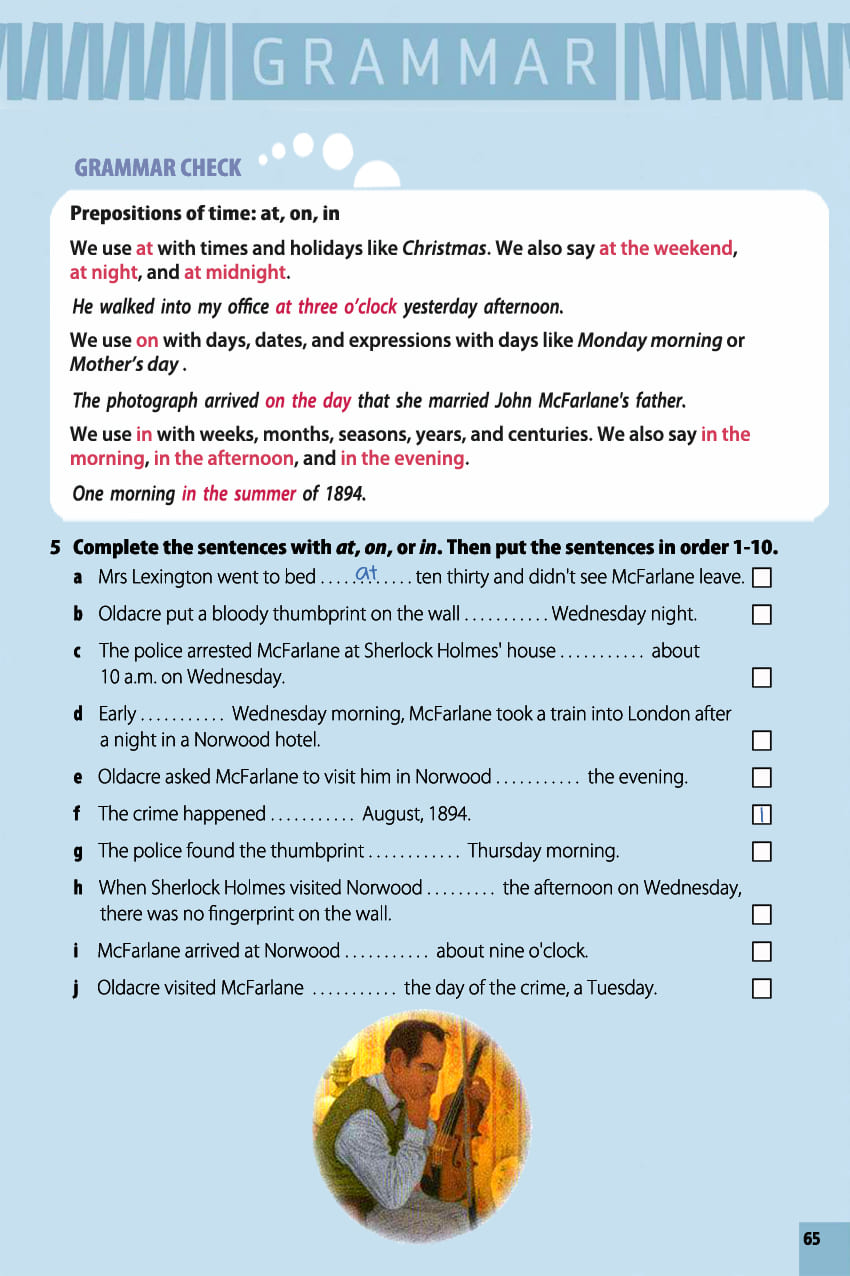 GRAMMAR
GRAMMAR CHECK
Prepositions of time: at, on, in
We use at with times and holidays like Christmas. We also say at the weekend,
at night, and at midnight.
He walked into my office at three o'clock yesterday afternoon.
We use on with days, dates, and expressions with days like Monday morning or
Mother's day .
The photograph arrived on the day that she married John McFarlane's father.
We use in with weeks, months, seasons, years, and centuries. We also say in the
morning, in the afternoon, and in the evening.
One morning in the summer of 1894.
5 Complete the sentences with at, on, or in. Then put the sentences in order 1-10.
a Mrs Lexington went to bed .....at..... ten thirty and didn't see McFarlane leave.
b Oldacre put a bloody thumbprint on the wall ........... Wednesday night.
c The police arrested McFarlane at Sherlock Holmes' house ........... about
10 a.m. on Wednesday.
d Early ........... Wednesday morning, McFarlane took a train into London after
a night in a Norwood hotel.
e Oldacre asked McFarlane to visit him in Norwood ........... the evening.
f The crime happened ........... August, 1894. 1
g The police found the thumbprint ............ Thursday morning.
h When Sherlock Holmes visited Norwood ......... the afternoon on Wednesday,
there was no fingerprint on the wall.
i McFarlane arrived at Norwood ........... about nine o'clock.
j Oldacre visited McFarlane ........... the day of the crime, a Tuesday.
65